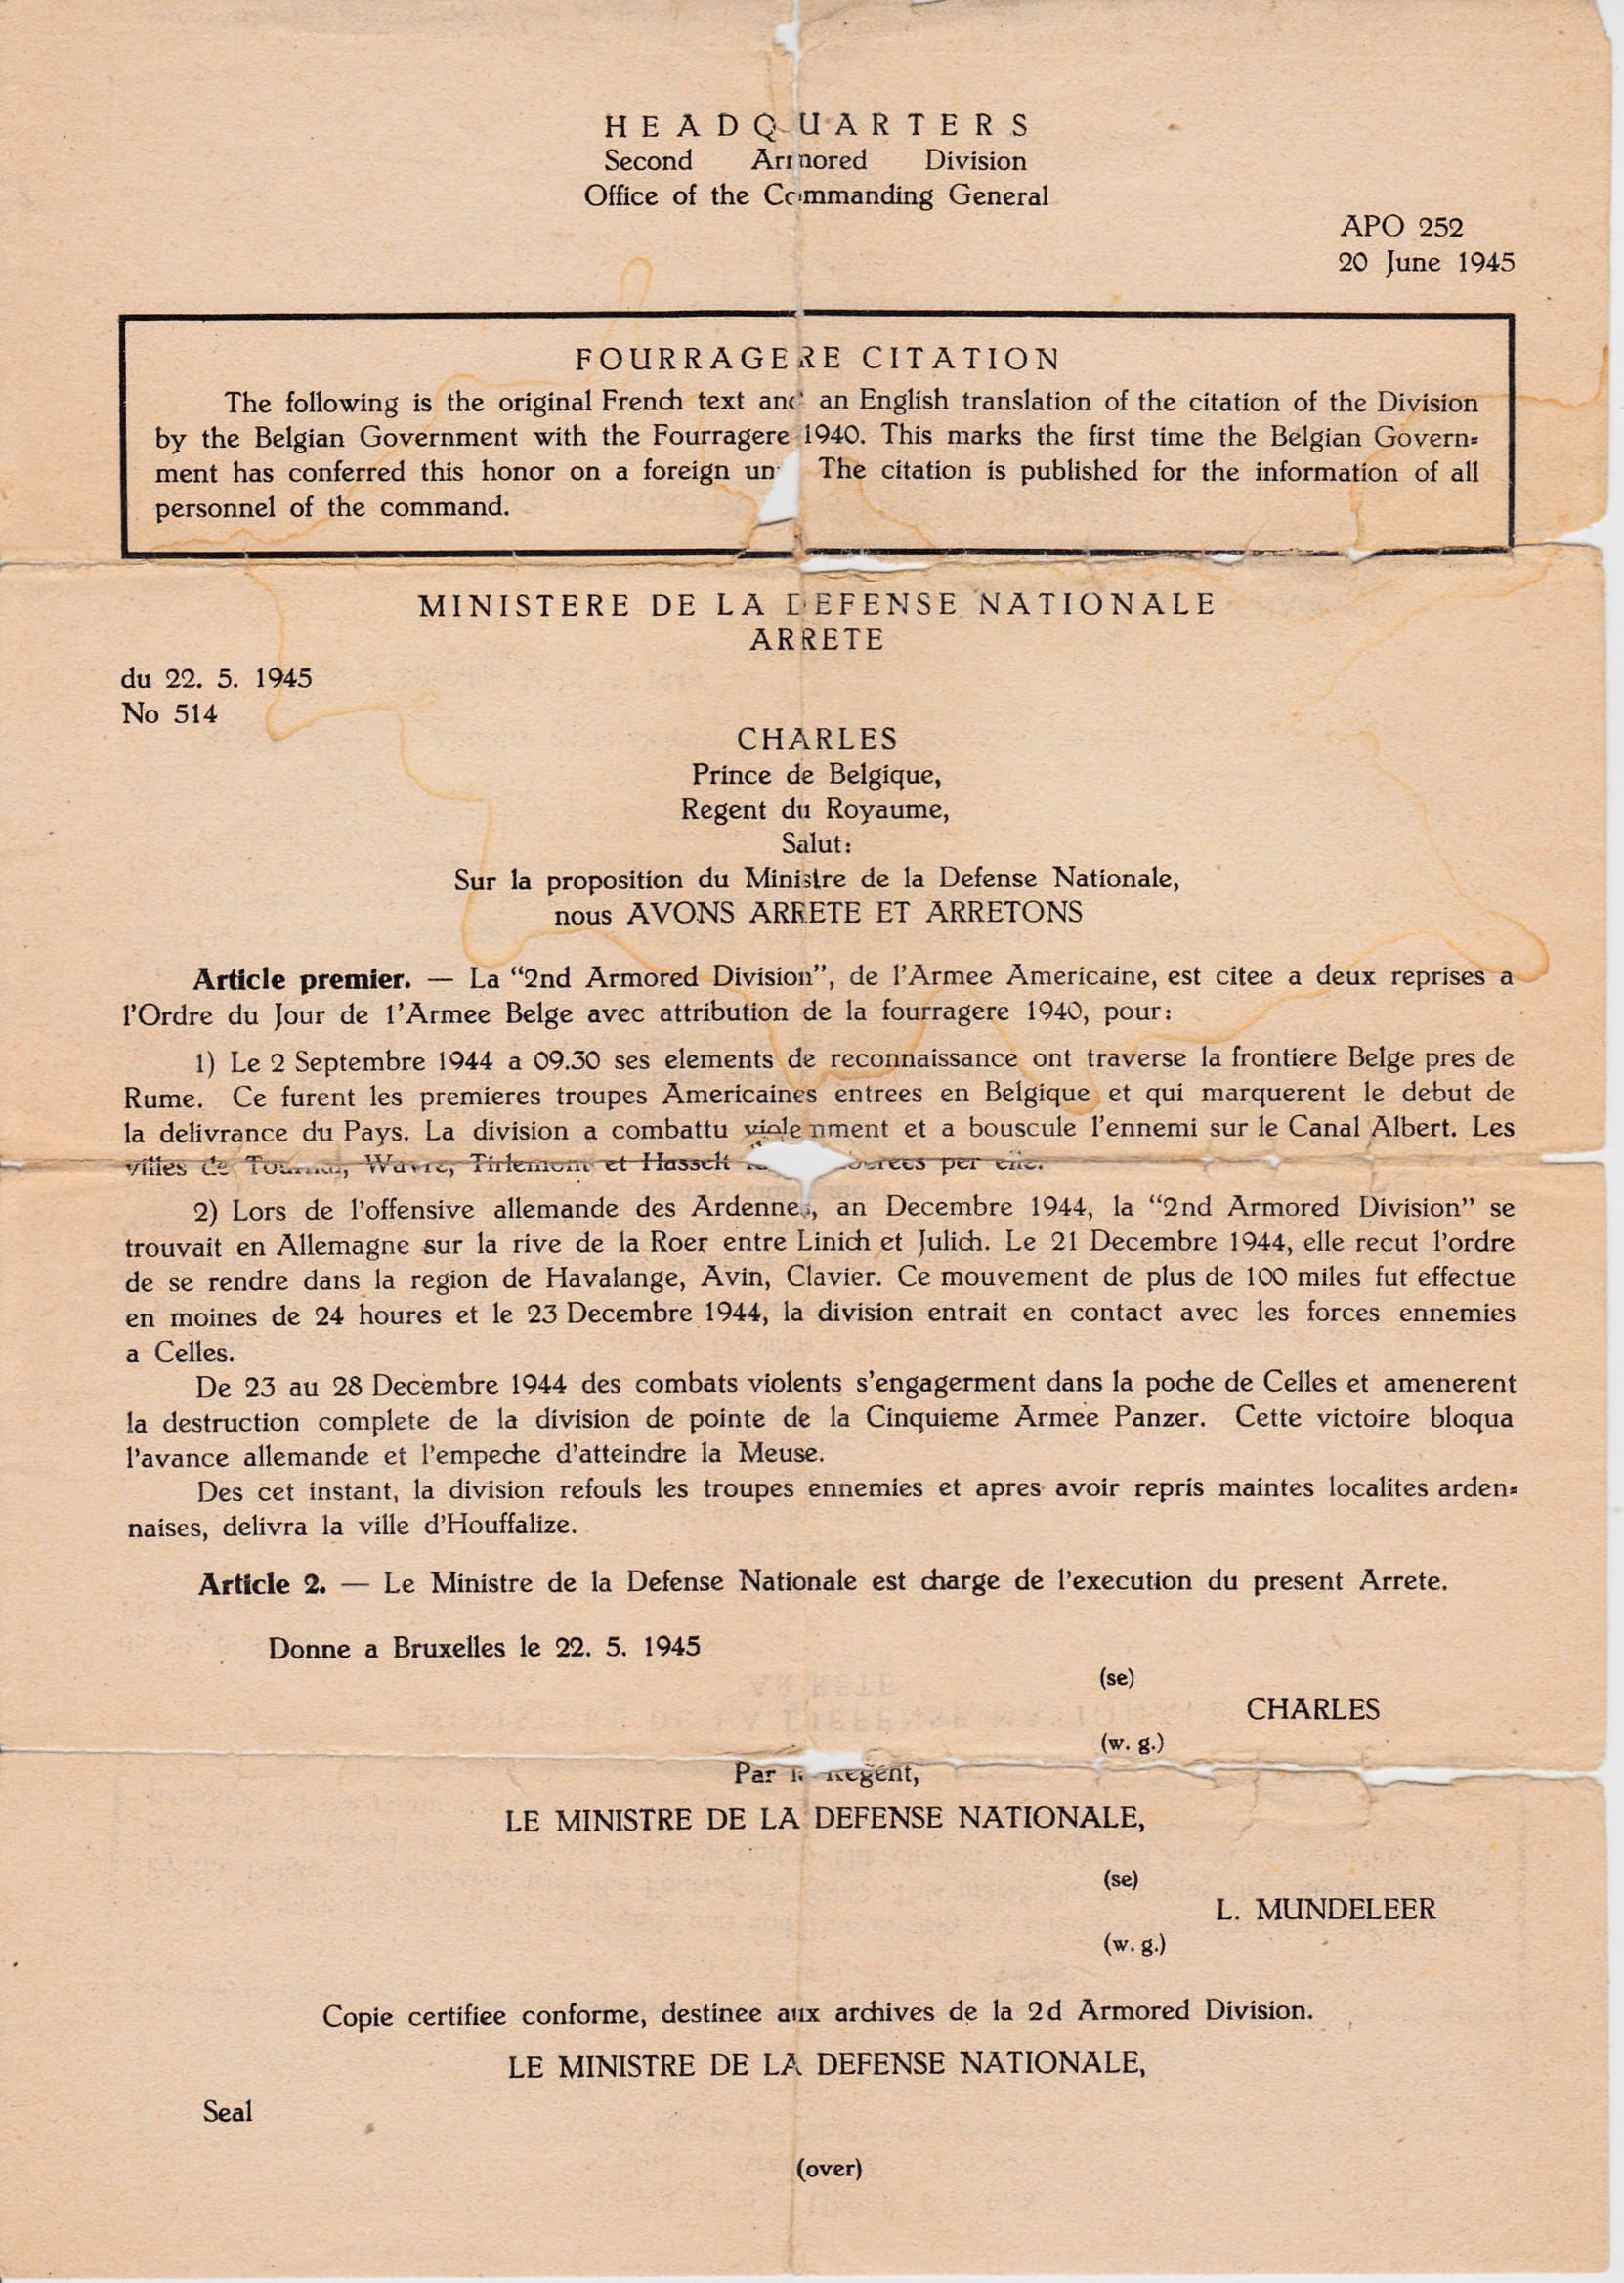 HEADQUARTERS
Second Armored Division
Office of the Commanding General
APO 252
20 June 1945
FOURRAGERE CITATION
The following is the original French text and an English translation of the citation of the Division
by the Belgian Government with the Fourragere 1940. This marks the first time the Belgian Govern=
ment has conferred this honor on a foreign un The citation is published for the information of all
personnel of the command.
MINISTERE DE LA DEFENSE NATIONALE
ARRETE
du 22. 5. 1945
No 514
CHARLES
Prince de Belgique,
Regent du Royaume,
Salut:
Sur la proposition du Ministre de la Defense Nationale,
nous AVONS ARRETE ET ARRETONS
Article premier. — La “2nd Armored Division”, de l’Armee Americaine, est citee a deux reprises a
l’Ordre du Jour de l’Armee Belge avec attribution de la fourragere 1940, pour:
1) Le 2 Septembre 1944 a 09.30 ses elements de reconnaissance ont traverse la frontiere Belge pres de
Rume. Ce furent les premieres troupes Americaines entrees en Belgique et qui marquerent le debut de
la delivrance du Pays. La division a combattu violenment et a bouscule l’ennemi sur le Canal Albert. Les
villes de Tournai, Wavre, Tirlemont et Hasselt per elle.
2) Lors de l’offensive allemande des Ardennes, an Decembre 1944, la “2nd Armored Division” se
trouvait en Allemagne sur la rive de la Roer entre Linich et Julich. Le 21 Decembre 1944, elle recut l’ordre
de se rendre dans la region de Havalange, Avin, Clavier. Ce mouvement de plus de 100 miles fut effectue
en moines de 24 houres et le 23 Decembre 1944, la division entrait en contact avec les forces ennemies
a Celles.
De 23 au 28 Decembre 1944 des combats violents s’engagerment dans la poche de Celles et amenerent
la destruction complete de la division de pointe de la Cinquieme Armee Panzer. Cette victoire bloqua
l’avance allemande et l’empeche d’atteindre la Meuse.
Des cet instant, la division refouls les troupes ennemies et apres avoir repris maintes localites arden=
naises, delivra la ville d’Houffalize.
Article 2. — Le Ministre de la Defense Nationale est charge de l’execution du present Arrete.
Donne a Bruxelles le 22. 5. 1945
(se)
CHARLES
(w. g.)
Par le Regent,
LE MINISTRE DE LA DEFENSE NATIONALE,
(se)
L. MUNDELEER
(w. g.)
Copie certifiee conforme, destinee aux archives de la 2d Armored Division.
LE MINISTRE DE LA DEFENSE NATIONALE,
Seal
(over)